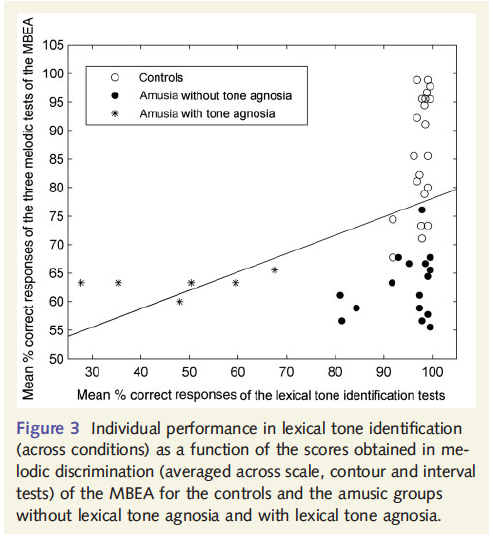 Mean % correct responses of the three melodic tests of the MBEA
105
100
95
90
85
80
75
70
65
60
55
50
Controls
Amusia without tone agnosia
Amusia with tone agnosia
30 40 50 60 70 80 90 100
Mean % correct responses of the lexical tone identification tests
Figure 3 Individual performance in lexical tone identification
(across conditions) as a function of the scores obtained in me-
lodic discrimination (averaged across scale, contour and interval
tests) of the MBEA for the controls and the amusic groups
without lexical tone agnosia and with lexical tone agnosia.